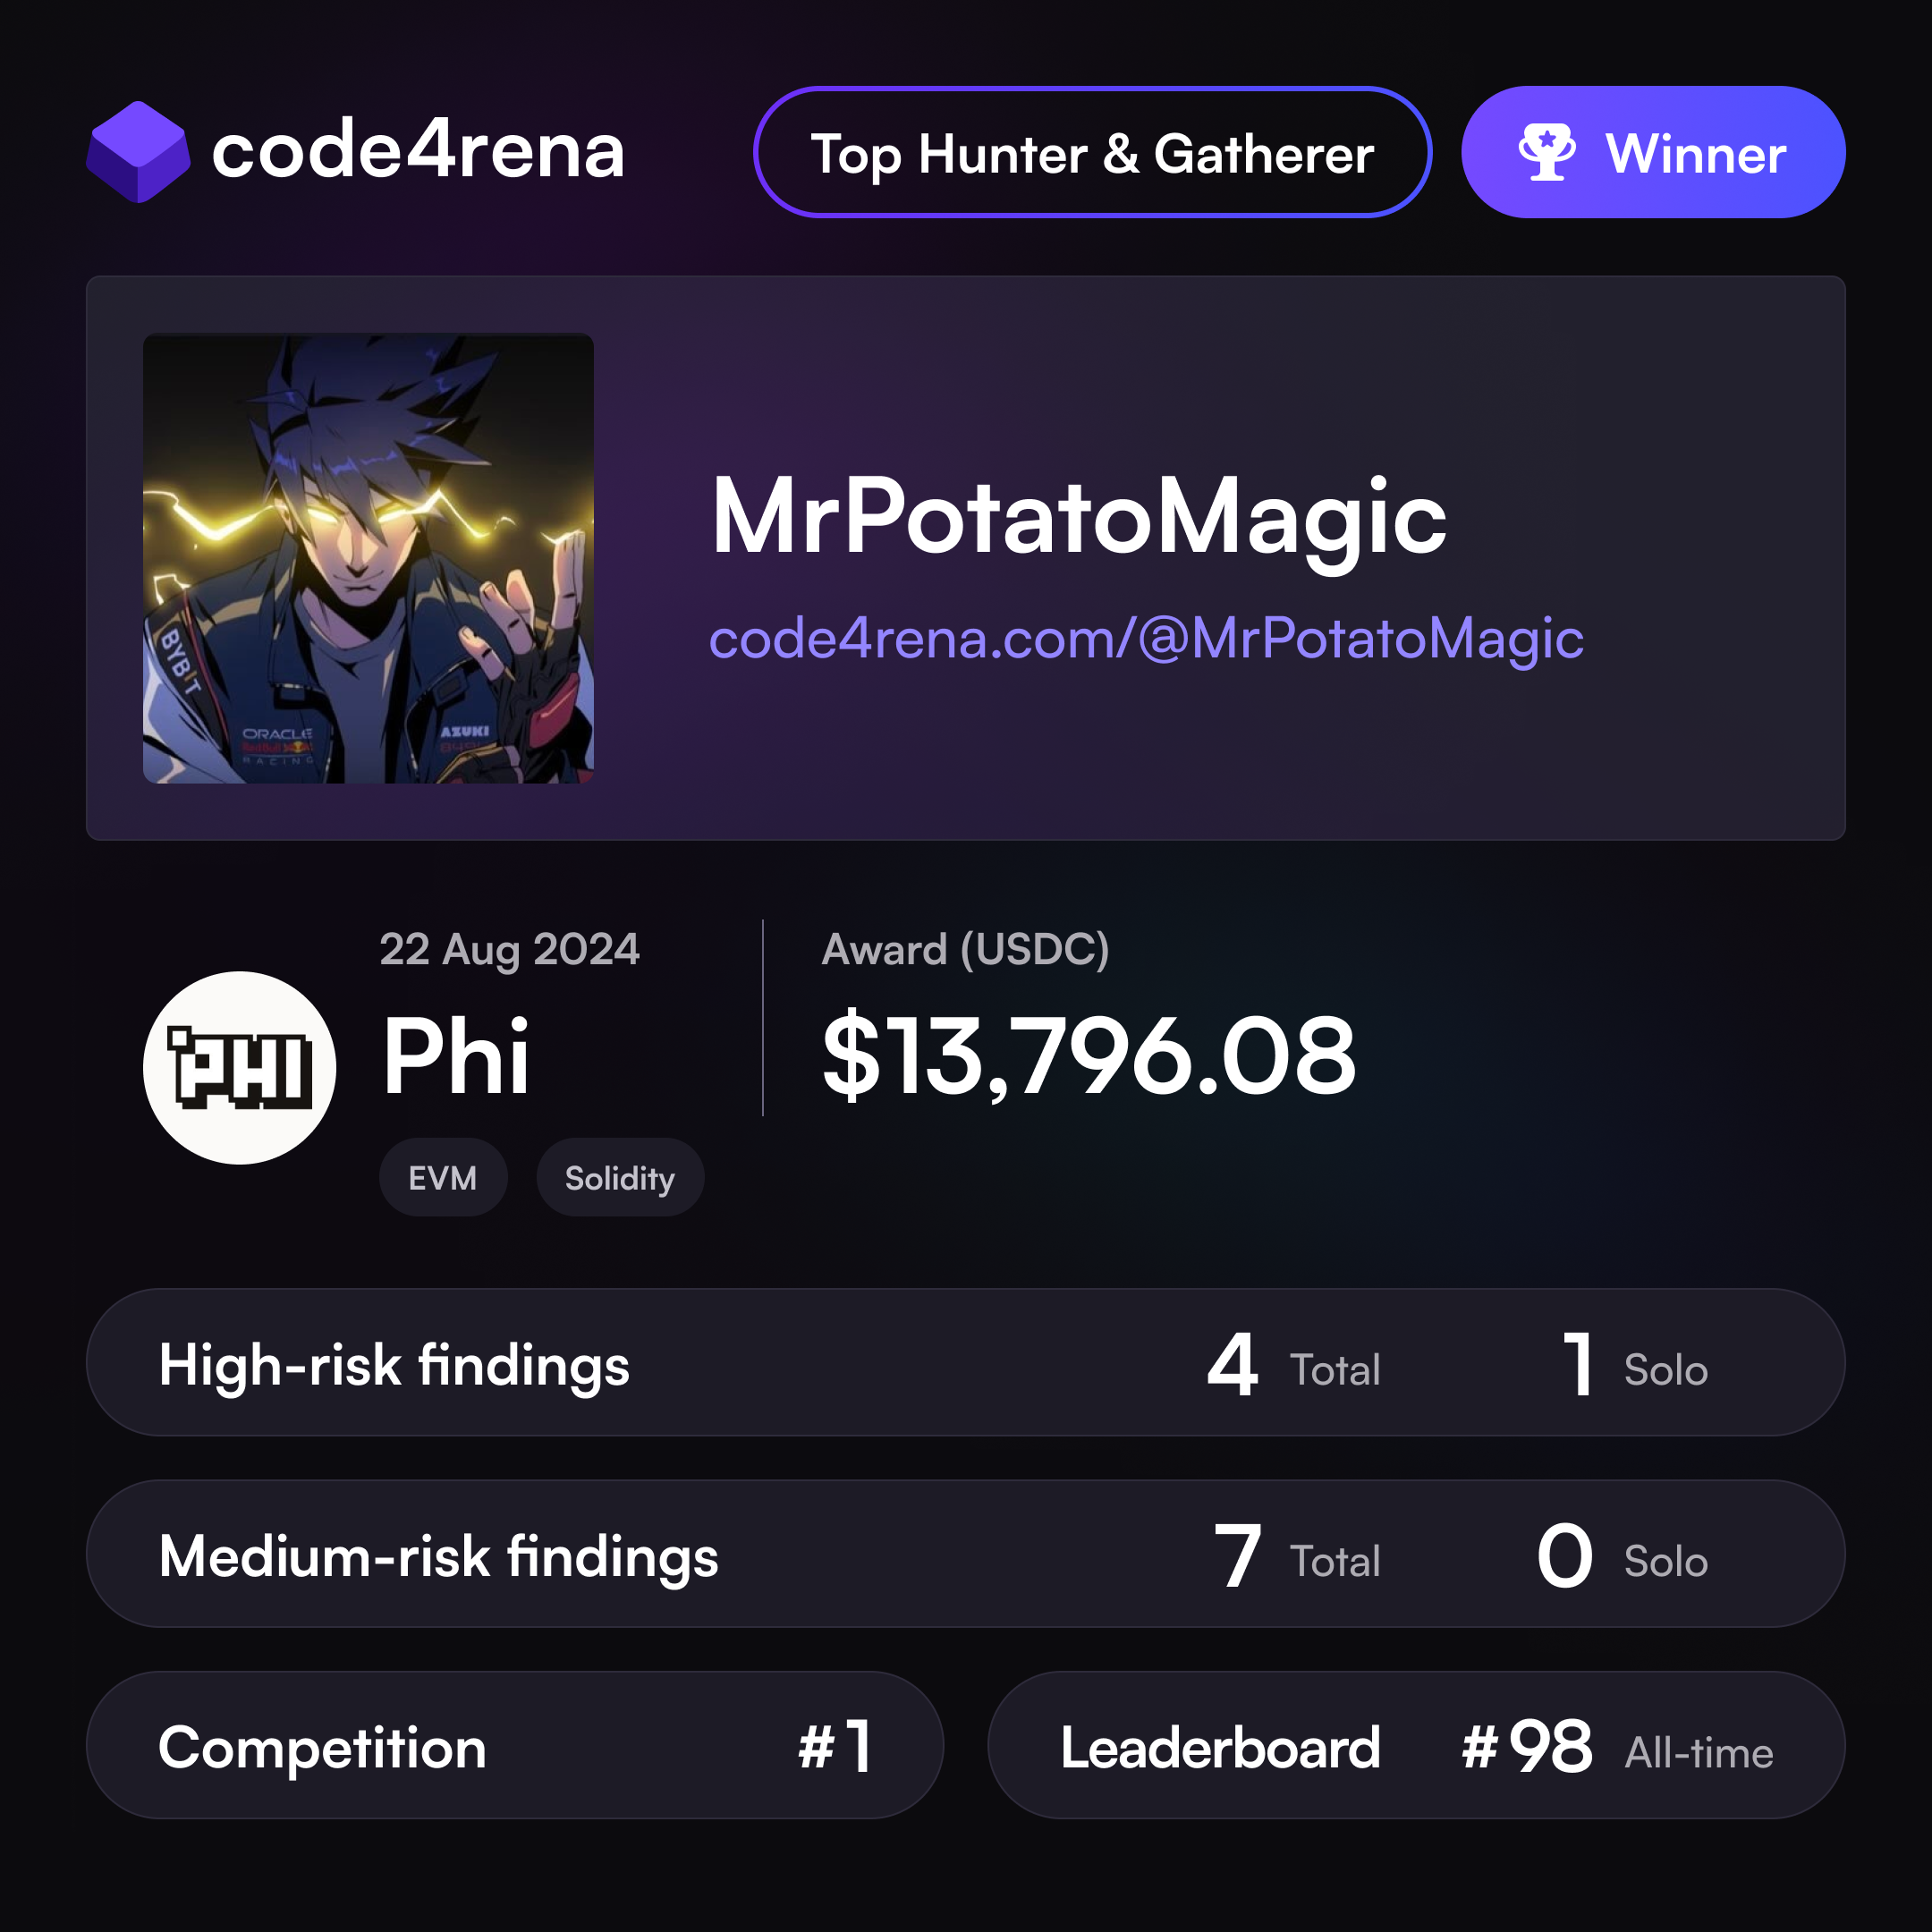 code4rena
Top Hunter & Gatherer
Winner
MrPotatoMagic
code4rena.com/@MrPotatoMagic
BYBIT
ORACLE
Red Bull
RACING
AZUKI
22 Aug 2024
Award (USDC)
PHI
Phi
$13,796.08
EVM Solidity
High-risk findings 4 Total 1 Solo
Medium-risk findings 7 Total 0 Solo
Competition #1
Leaderboard #98 All-time